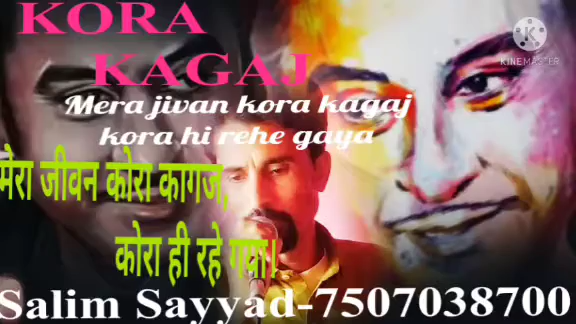 KORA
KAGAJ
KINEMASTER
Mera jivan kora kagaj
kora hi rehe gaya
मेरा जीवन कोरा कागज,
कोरा ही रहे गया।
Salim Sayyad-7507038700